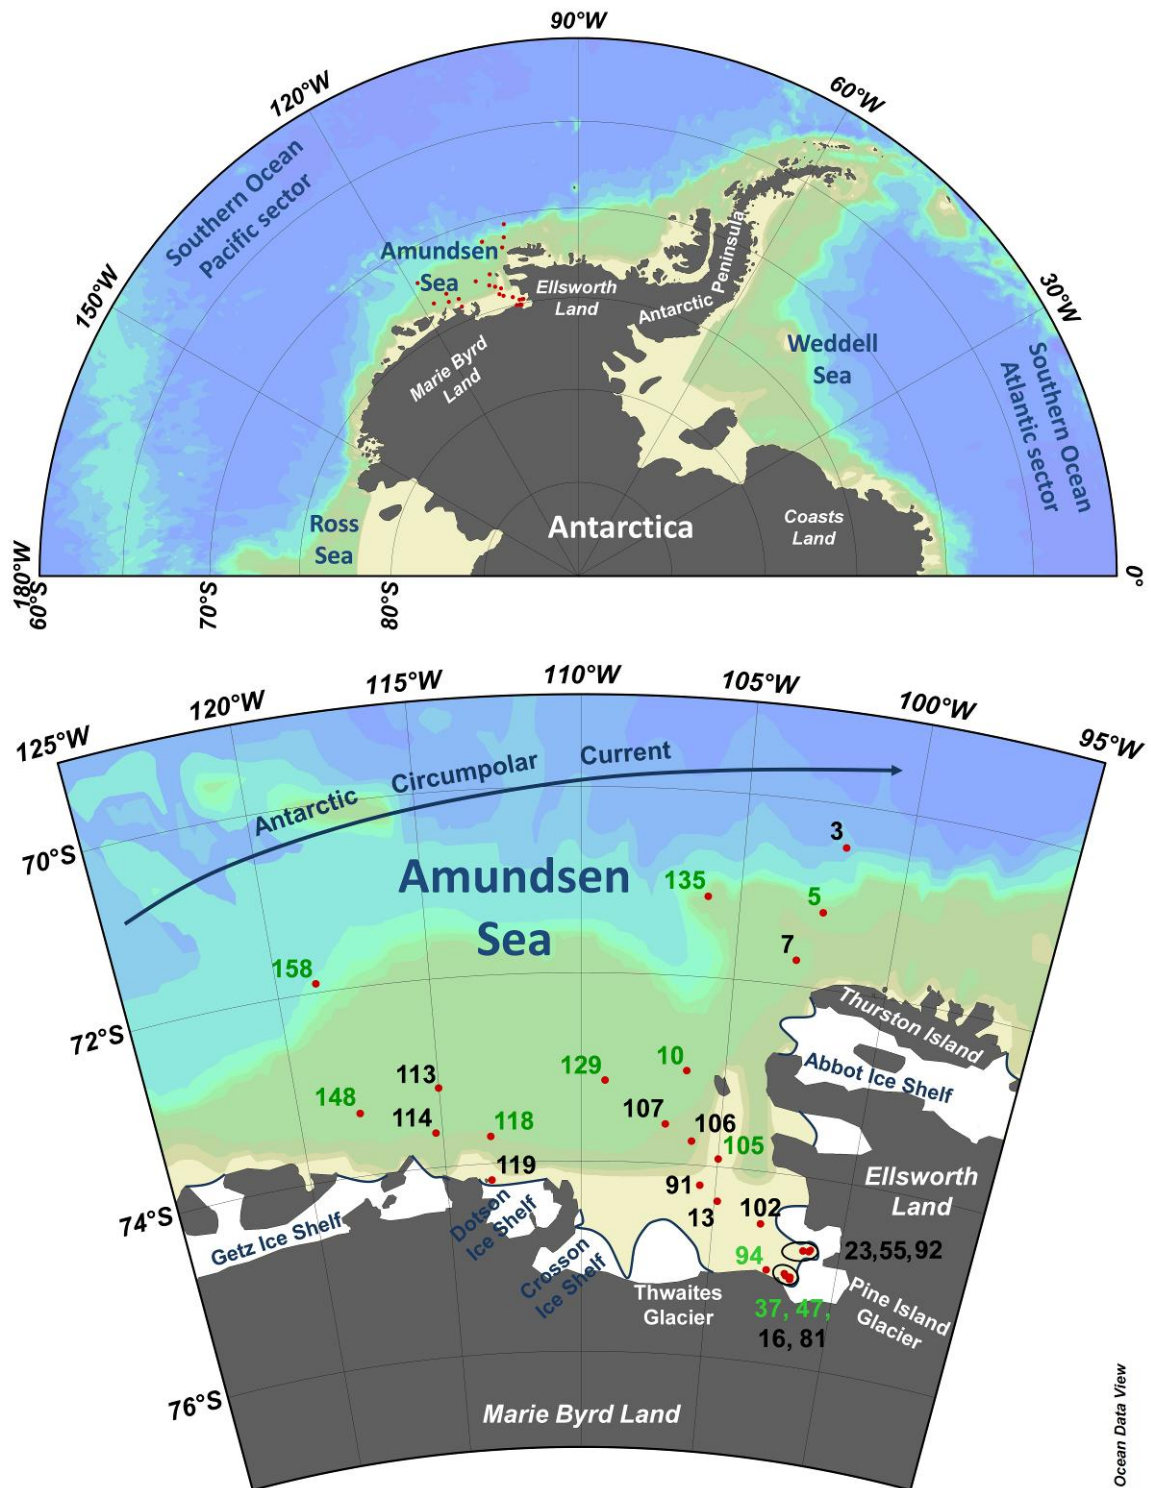 90°W
120°W
60°W
150°W
30°W
180°W
0°
60°S
70°S
80°S
Southern Ocean
Pacific sector
Amundsen
Sea
Ellsworth
Land
Antarctic
Peninsula
Marie Byrd
Land
Weddell
Sea
Southern Ocean
Atlantic sector
Ross
Sea
Antarctica
Coasts
Land
125°W
120°W
115°W
110°W
105°W
100°W
95°W
70°S
72°S
74°S
76°S
Antarctic Circumpolar Current
Amundsen
Sea
3
135
5
7
158
129
10
113
148
114
118
107
106
105
119
91
13
102
94
23,55,92
37, 47,
16, 81
Thurston Island
Abbot Ice Shelf
Ellsworth
Land
Getz Ice Shelf
Dotson
Ice Shelf
Crosson
Ice Shelf
Thwaites
Glacier
Pine Island
Glacier
Marie Byrd Land
Ocean Data View